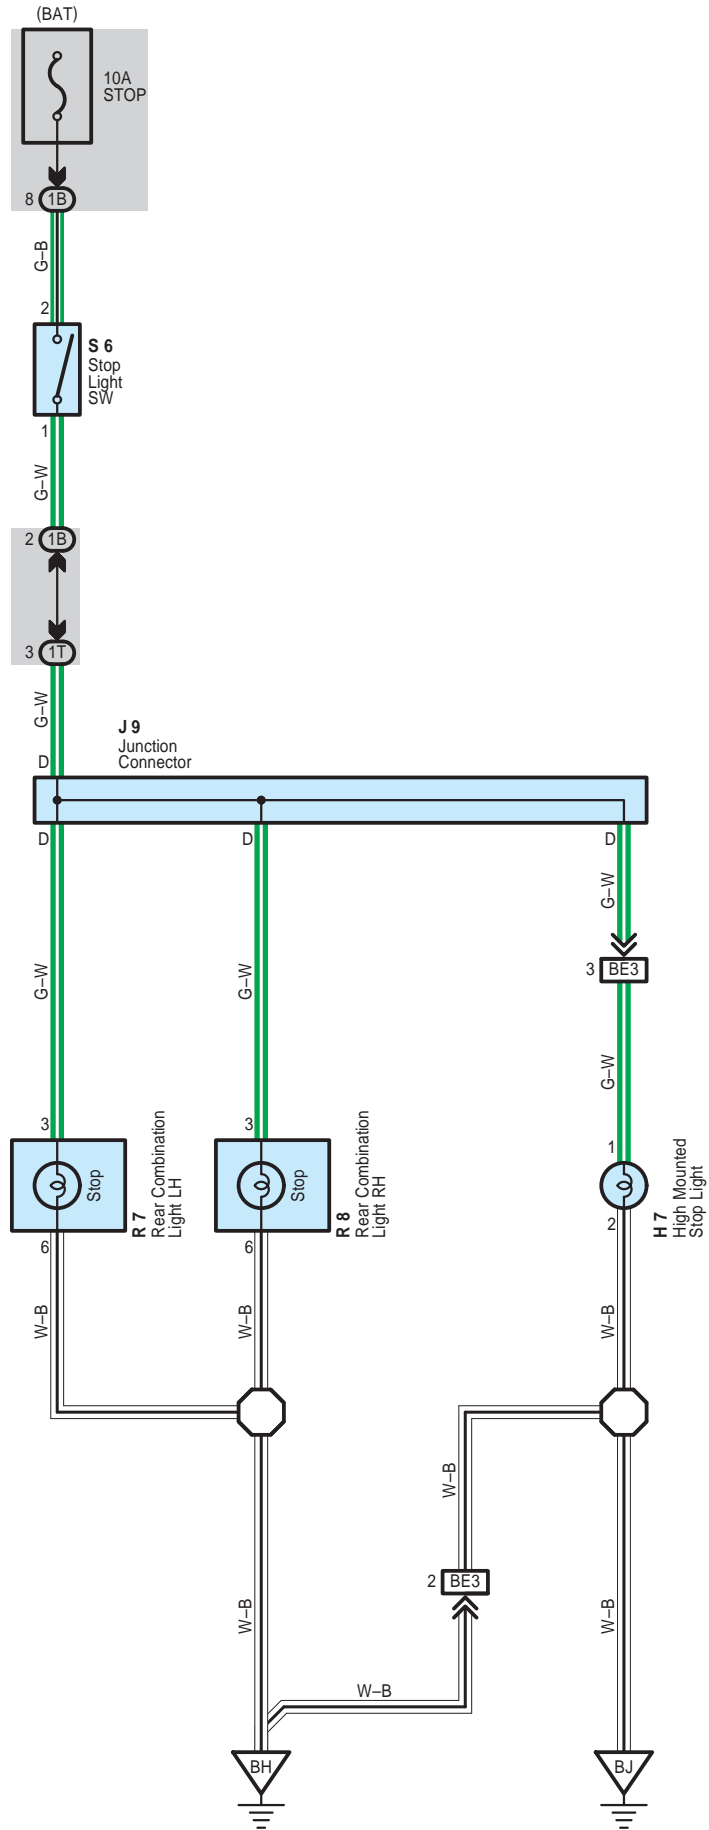 (BAT)
10A
STOP
8 1B
G–B
2
S 6
Stop
Light
SW
1
G–W
2 1B
3 1T
G–W
J 9
Junction
Connector
D
D D D
G–W
3 BE3
G–W G–W
G–W
3 3 1
Stop
R 7
Rear Combination
Light LH
Stop
R 8
Rear Combination
Light RH
H 7
High Mounted
Stop Light
6 6 2
W–B W–B W–B
W–B
2 BE3
W–B W–B
W–B
BH BJ